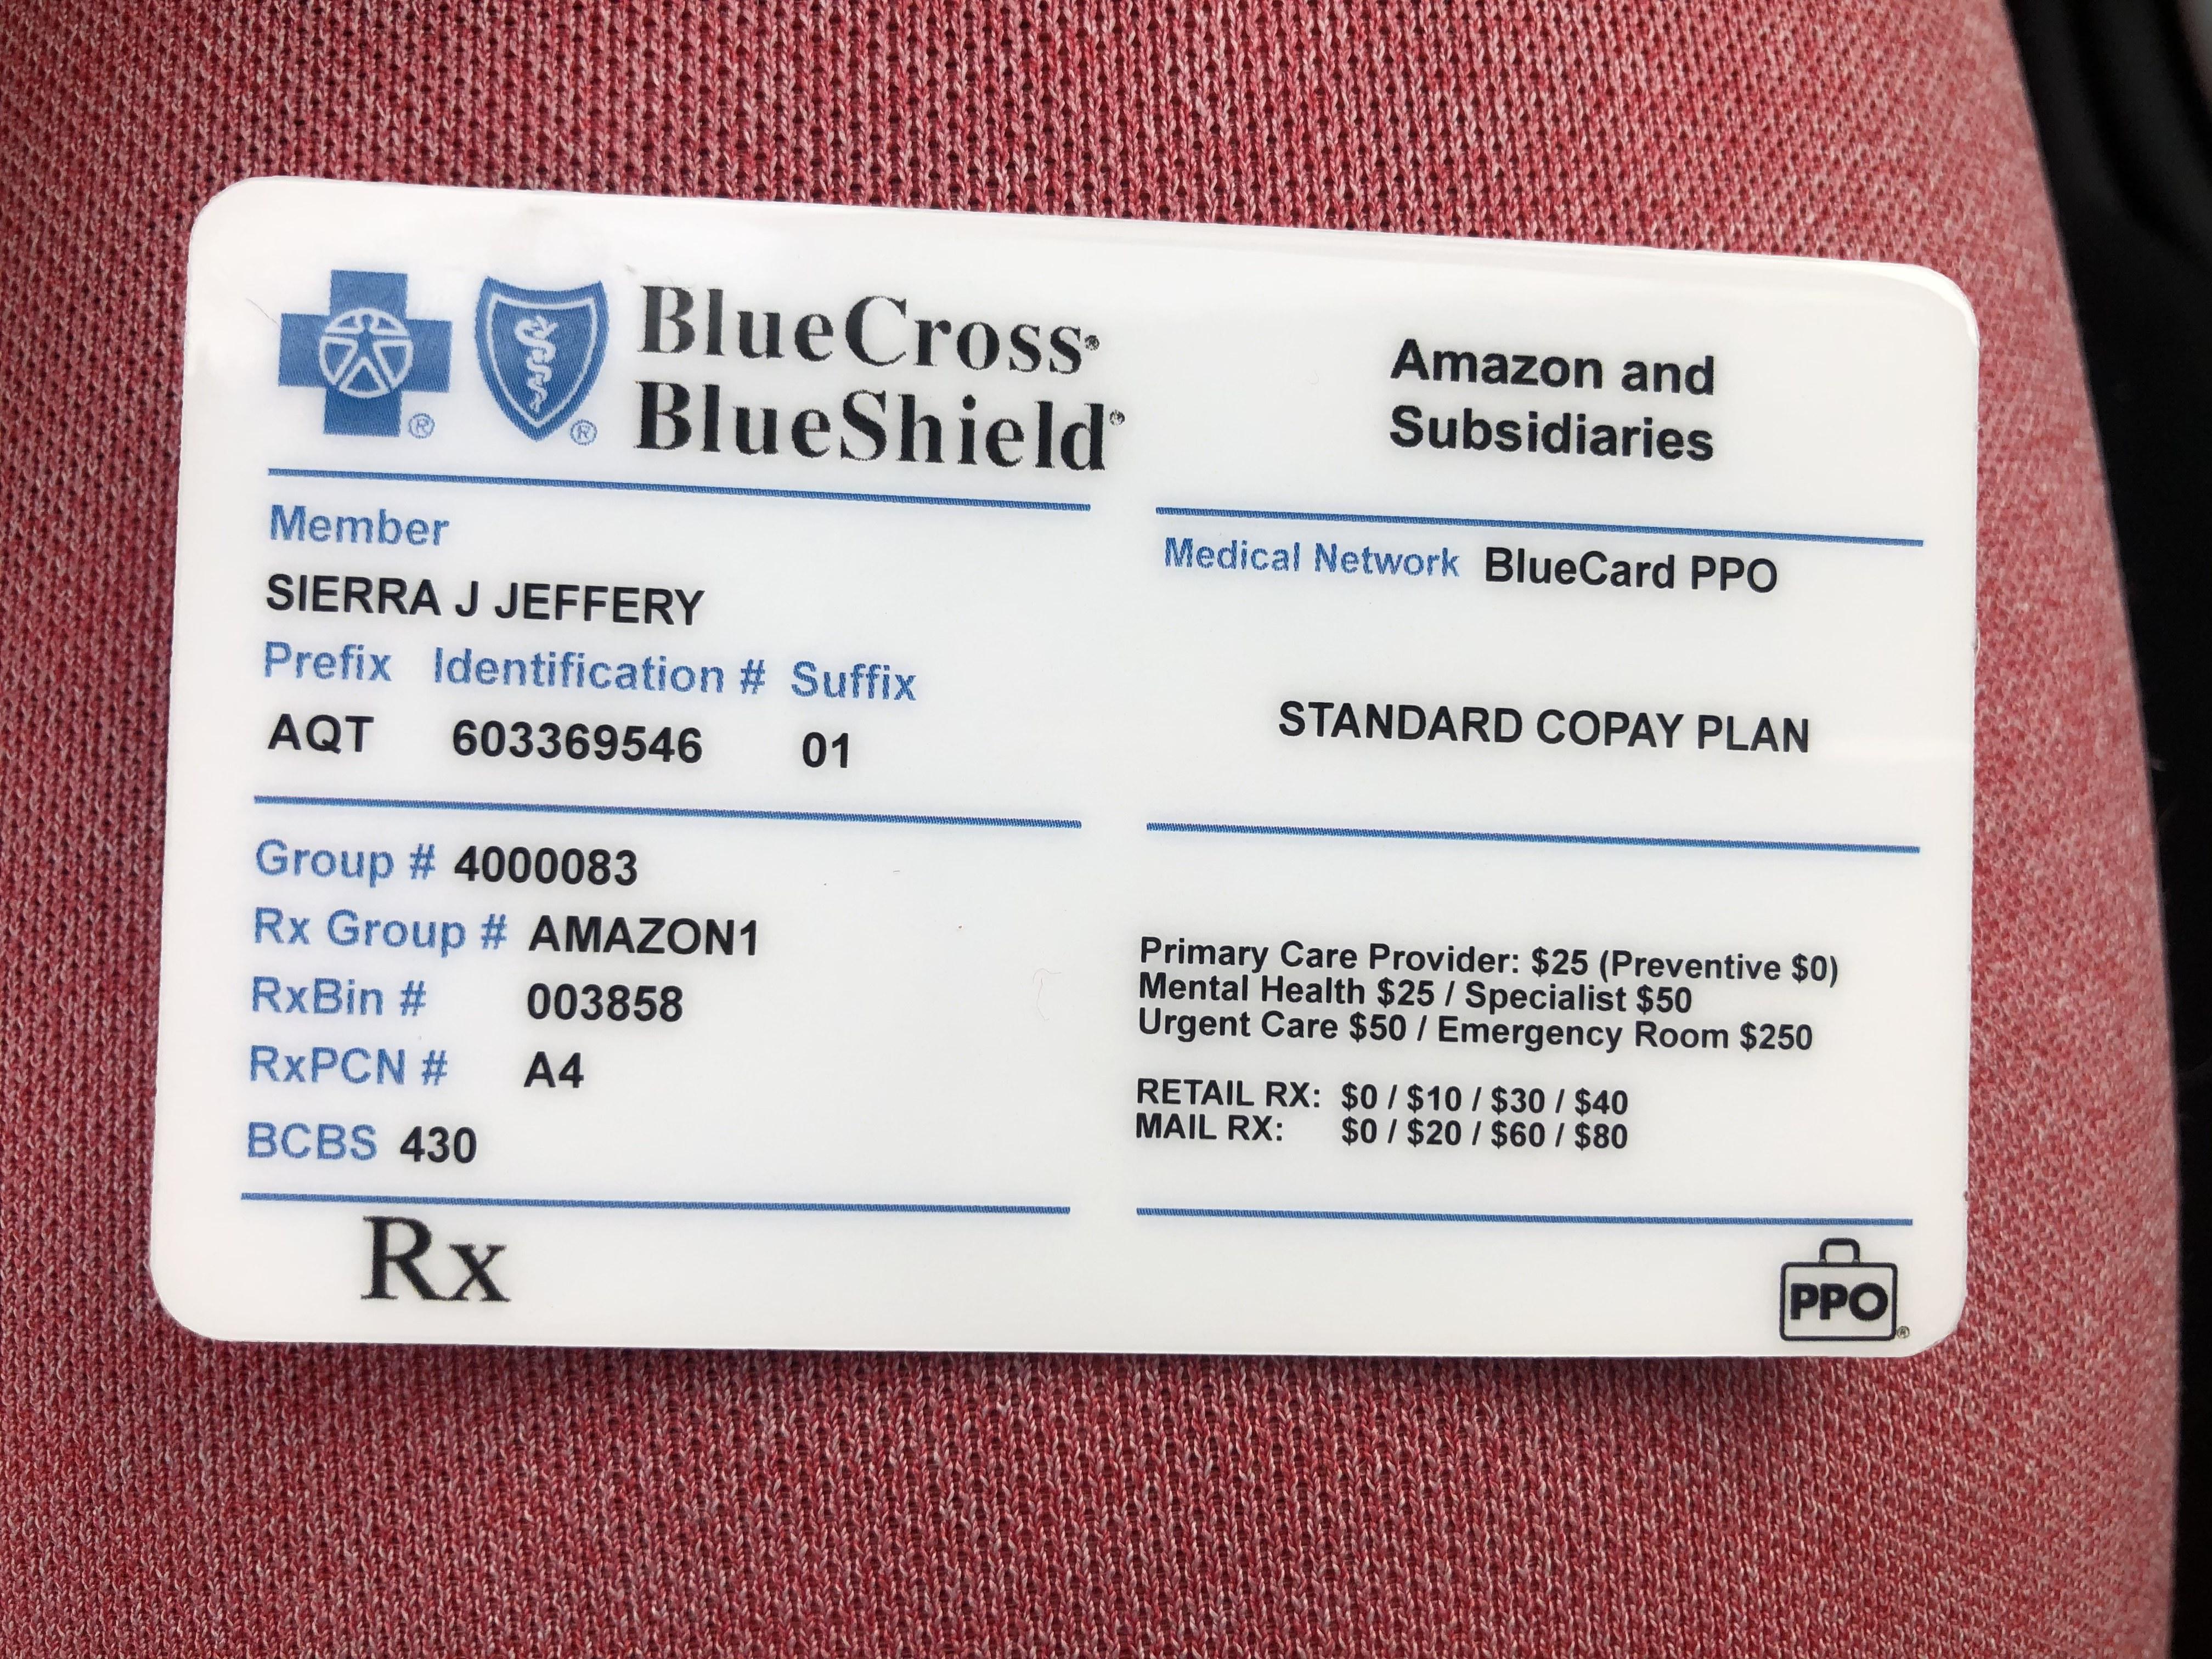 BlueCross®
BlueShield®
Amazon and
Subsidiaries
Member
SIERRA J JEFFERY
Prefix Identification # Suffix
AQT 603369546 01
Medical Network BlueCard PPO
STANDARD COPAY PLAN
Group # 4000083
Rx Group # AMAZON1
RxBin # 003858
RxPCN # A4
BCBS 430
Primary Care Provider: $25 (Preventive $0)
Mental Health $25 / Specialist $50
Urgent Care $50 / Emergency Room $250
RETAIL RX: $0 / $10 / $30 / $40
MAIL RX: $0 / $20 / $60 / $80
Rx
PPO®